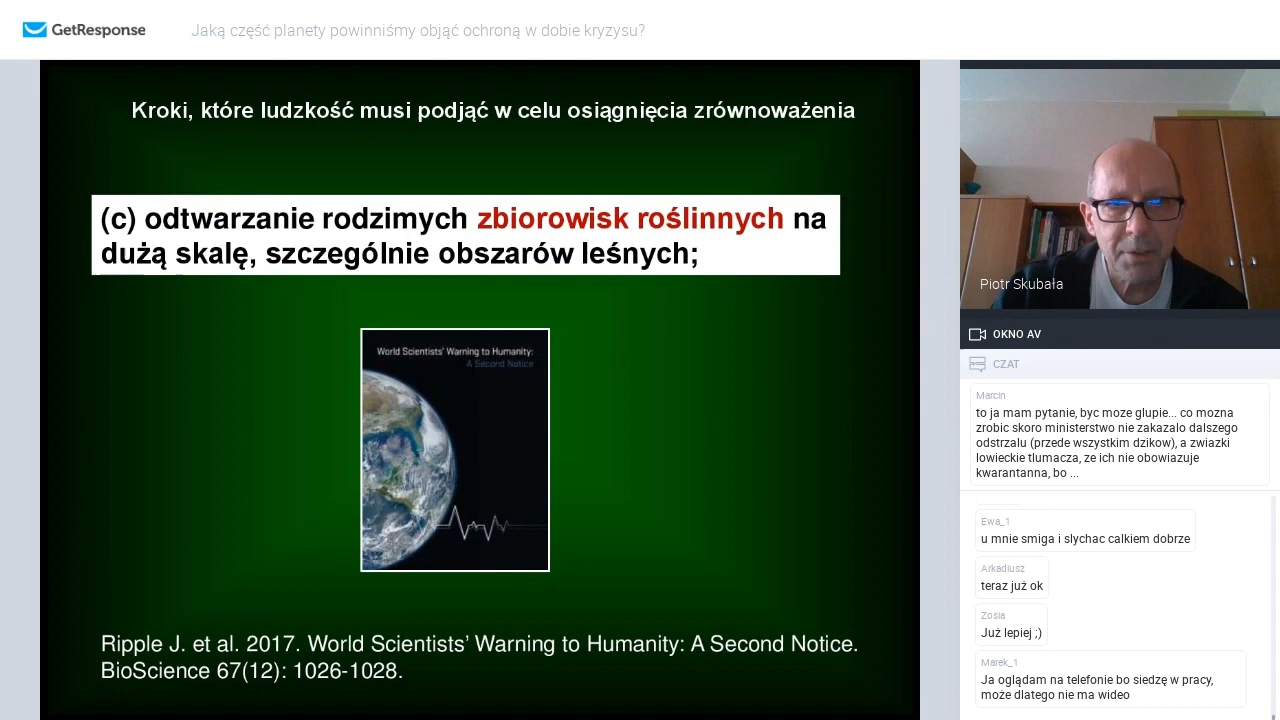 GetResponse
Jaką część planety powinniśmy objąć ochroną w dobie kryzysu?
Kroki, które ludzkość musi podjąć w celu osiągnięcia zrównoważenia
(c) odtwarzanie rodzimych zbiorowisk roślinnych na
dużą skalę, szczególnie obszarów leśnych;
World Scientists' Warning to Humanity:
A Second Notice
Ripple J. et al. 2017. World Scientists' Warning to Humanity: A Second Notice.
BioScience 67(12): 1026-1028.
Piotr Skubała
OKNO AV
CZAT
Marcin
to ja mam pytanie, byc moze glupie... co mozna
zrobic skoro ministerstwo nie zakazalo dalszego
odstrzalu (przede wszystkim dzikow), a zwiazki
lowieckie tlumacza, ze ich nie obowiazuje
kwarantanna, bo ...
Ewa_1
u mnie smiga i slychac calkiem dobrze
Arkadiusz
teraz już ok
Zosia
Już lepiej ;)
Marek_1
Ja oglądam na telefonie bo siedzę w pracy,
może dlatego nie ma wideo